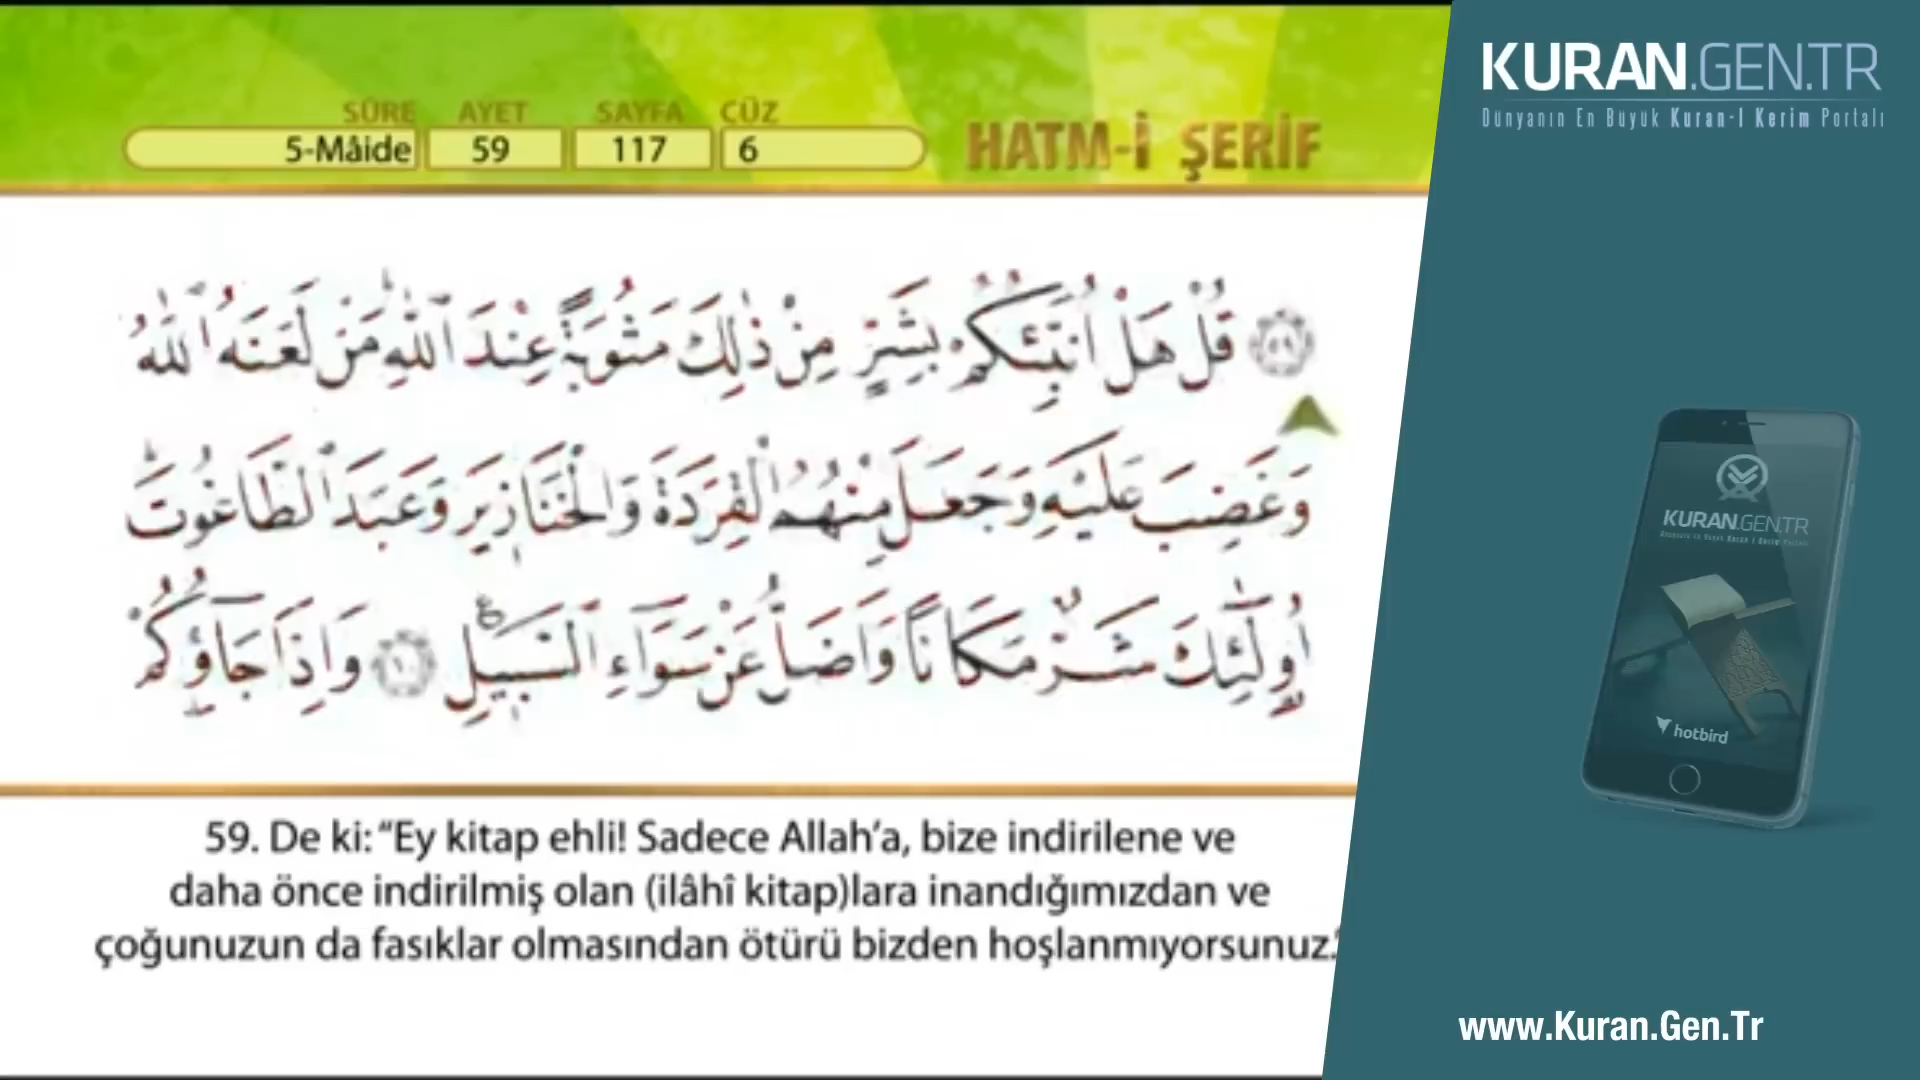 SÛRE AYET SAYFA CÜZ
5-Mâide 59 117 6
HATM-İ ŞERİF
﴿٥٩﴾ قُلْ هَلْ اُنَبِّئُكُمْ بِشَرٍّ مِنْ ذٰلِكَ مَثُوبَةً عِنْدَ اللّٰهِ مَنْ لَعَنَهُ اللّٰهُ
وَغَضِبَ عَلَيْهِ وَجَعَلَ مِنْهُمُ الْقِرَدَةَ وَالْخَنَازِيرَ وَعَبَدَ الطَّاغُوتَ
اُو۬لٰٓئِكَ شَرٌّ مَكَانًا وَاَضَلُّ عَنْ سَوَٓاءِ السَّب۪يلِ ﴿٦٠﴾ وَاِذَا جَٓاؤُ۫كُمْ
59. De ki: “Ey kitap ehli! Sadece Allah’a, bize indirilene ve
daha önce indirilmiş olan (ilâhî kitap)lara inandığımızdan ve
çoğunuzun da fasıklar olmasından ötürü bizden hoşlanmıyorsunuz.”
KURAN.GEN.TR
Dünyanın En Büyük Kuran-I Kerim Portalı
KURAN.GEN.TR
hotbird
www.Kuran.Gen.Tr